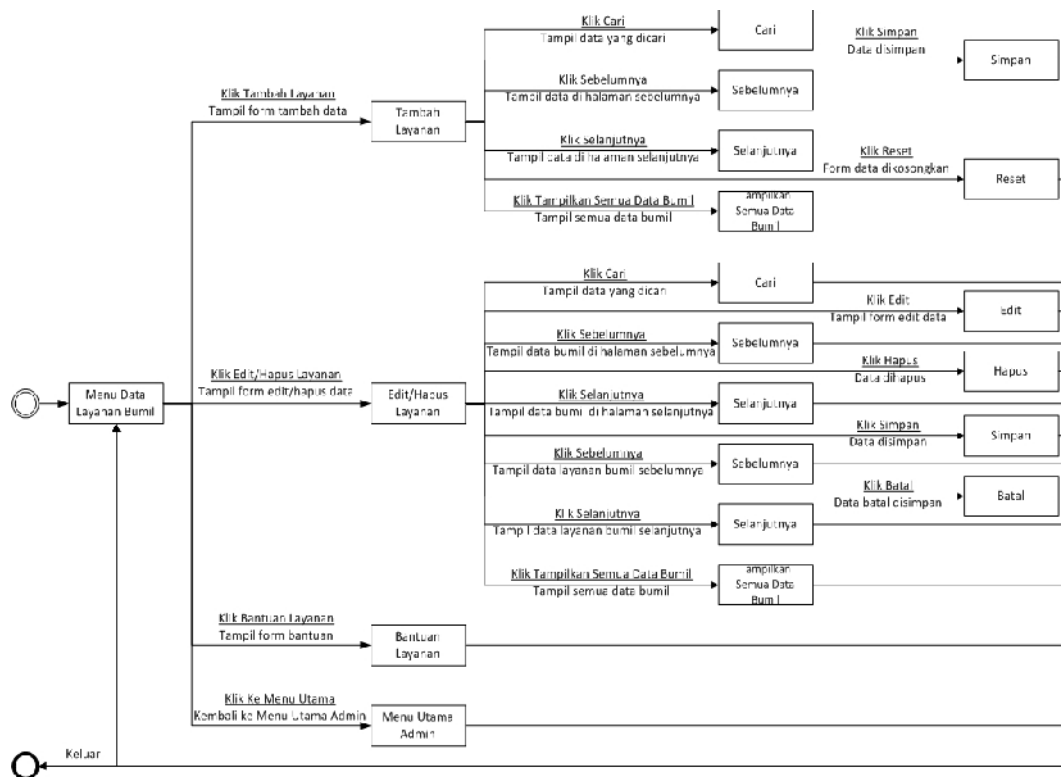 Klik Cari
Tampil data yang dicari
Cari
Klik Simpan
Data disimpan
Simpan
Klik Sebelumnya
Tampil data di halaman sebelumnya
Sebelumnya
Klik Tambah Layanan
Tampil form tambah data
Tambah
Layanan
Klik Selanjutnya
Tampil data di halaman selanjutnya
Selanjutnya
Klik Reset
Form data dikosongkan
Reset
Klik Tampilkan Semua Data Bumil
Tampil semua data bumil
ampilkan
Semua Data
Bumil
Klik Cari
Tampil data yang dicari
Cari
Klik Edit
Tampil form edit data
Edit
Klik Sebelumnya
Tampil data bumil di halaman sebelumnya
Sebelumnya
Klik Hapus
Data dihapus
Hapus
Menu Data
Layanan Bumil
Klik Edit/Hapus Layanan
Tampil form edit/hapus data
Edit/Hapus
Layanan
Klik Selanjutnya
Tampil data bumil di halaman selanjutnya
Selanjutnya
Klik Simpan
Data disimpan
Simpan
Klik Sebelumnya
Tampil data layanan bumil sebelumnya
Sebelumnya
Klik Batal
Data batal disimpan
Batal
Klik Selanjutnya
Tampil data layanan bumil selanjutnya
Selanjutnya
Klik Tampilkan Semua Data Bumil
Tampil semua data bumil
ampilkan
Semua Data
Bumil
Klik Bantuan Layanan
Tampil form bantuan
Bantuan
Layanan
Klik Ke Menu Utama
Kembali ke Menu Utama Admin
Menu Utama
Admin
Keluar